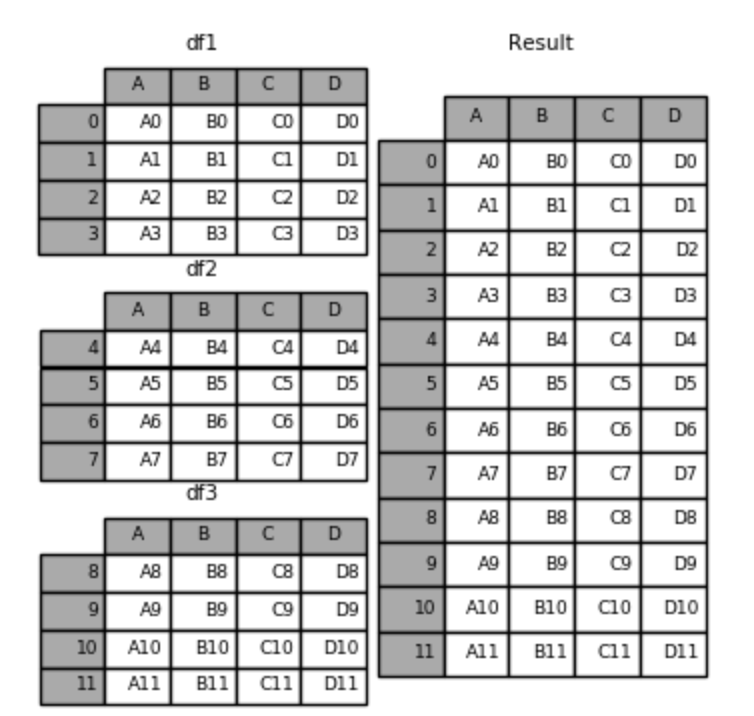 df1
A B C D
0 A0 B0 C0 D0
1 A1 B1 C1 D1
2 A2 B2 C2 D2
3 A3 B3 C3 D3
df2
A B C D
4 A4 B4 C4 D4
5 A5 B5 C5 D5
6 A6 B6 C6 D6
7 A7 B7 C7 D7
df3
A B C D
8 A8 B8 C8 D8
9 A9 B9 C9 D9
10 A10 B10 C10 D10
11 A11 B11 C11 D11
Result
A B C D
0 A0 B0 C0 D0
1 A1 B1 C1 D1
2 A2 B2 C2 D2
3 A3 B3 C3 D3
4 A4 B4 C4 D4
5 A5 B5 C5 D5
6 A6 B6 C6 D6
7 A7 B7 C7 D7
8 A8 B8 C8 D8
9 A9 B9 C9 D9
10 A10 B10 C10 D10
11 A11 B11 C11 D11